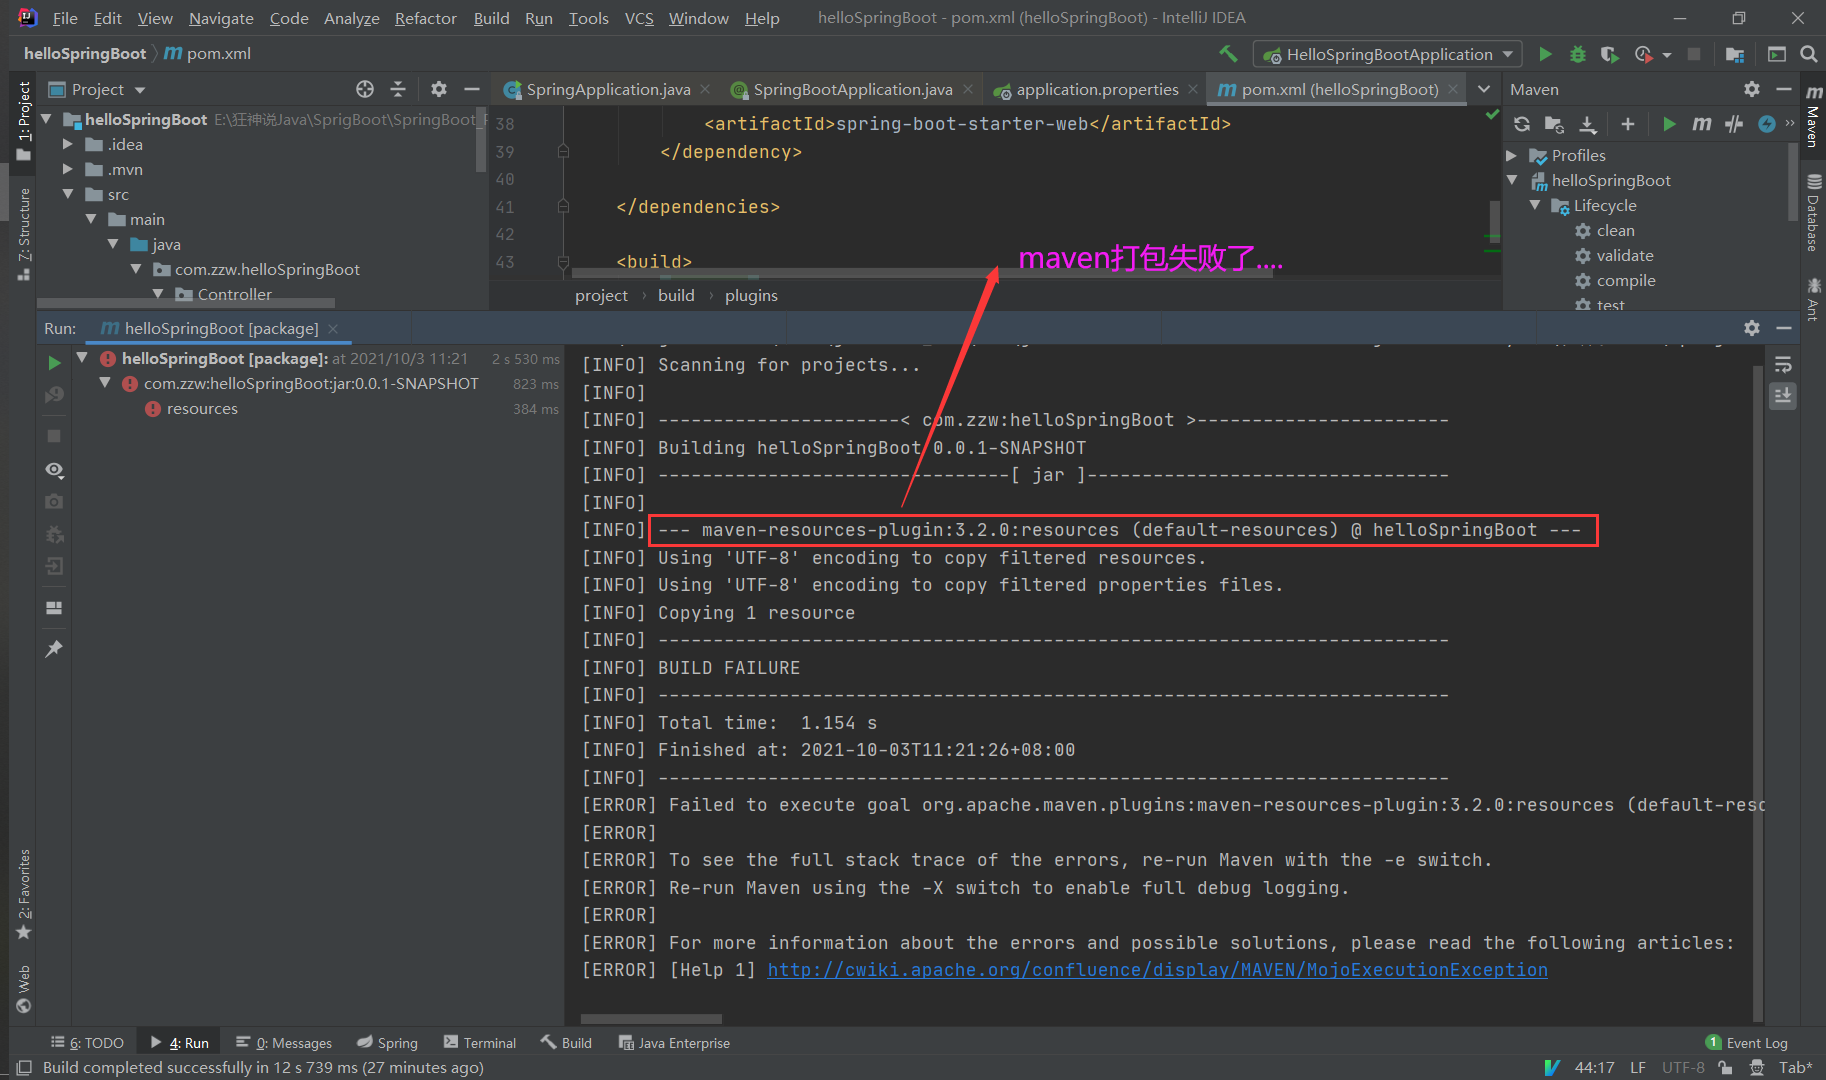 File Edit View Navigate Code Analyze Refactor Build Run Tools VCS Window Help helloSpringBoot - pom.xml (helloSpringBoot) - IntelliJ IDEA
helloSpringBoot m pom.xml HelloSpringBootApplication
Project SpringApplication.java SpringBootApplication.java application.properties pom.xml (helloSpringBoot) Maven
1: Project
helloSpringBoot E:\狂神说Java\SprigBoot\SpringBoot_
.idea
.mvn
src
main
java
com.zzw.helloSpringBoot
Controller
Z: Structure
38 <artifactId>spring-boot-starter-web</artifactId>
39 </dependency>
40
41 </dependencies>
42
43 <build>
maven打包失败了....
project › build › plugins
Profiles
helloSpringBoot
Lifecycle
clean
validate
compile
test
Maven
Database
Ant
Run: helloSpringBoot [package]
helloSpringBoot [package]: at 2021/10/3 11:21 2 s 530 ms
com.zzw:helloSpringBoot:jar:0.0.1-SNAPSHOT 823 ms
resources 384 ms
[INFO] Scanning for projects...
[INFO]
[INFO] ----------------------< com.zzw:helloSpringBoot >-----------------------
[INFO] Building helloSpringBoot 0.0.1-SNAPSHOT
[INFO] --------------------------------[ jar ]---------------------------------
[INFO]
[INFO] --- maven-resources-plugin:3.2.0:resources (default-resources) @ helloSpringBoot ---
[INFO] Using 'UTF-8' encoding to copy filtered resources.
[INFO] Using 'UTF-8' encoding to copy filtered properties files.
[INFO] Copying 1 resource
[INFO] ------------------------------------------------------------------------
[INFO] BUILD FAILURE
[INFO] ------------------------------------------------------------------------
[INFO] Total time:  1.154 s
[INFO] Finished at: 2021-10-03T11:21:26+08:00
[INFO] ------------------------------------------------------------------------
[ERROR] Failed to execute goal org.apache.maven.plugins:maven-resources-plugin:3.2.0:resources (default-reso
[ERROR]
[ERROR] To see the full stack trace of the errors, re-run Maven with the -e switch.
[ERROR] Re-run Maven using the -X switch to enable full debug logging.
[ERROR]
[ERROR] For more information about the errors and possible solutions, please read the following articles:
[ERROR] [Help 1] http://cwiki.apache.org/confluence/display/MAVEN/MojoExecutionException
2: Favorites
Web
6: TODO 4: Run 0: Messages Spring Terminal Build Java Enterprise 1 Event Log
Build completed successfully in 12 s 739 ms (27 minutes ago) 44:17 LF UTF-8 Tab*